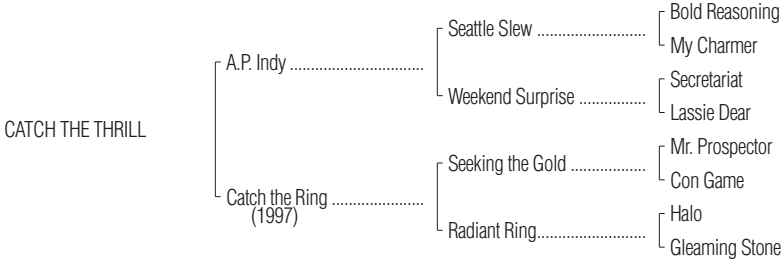 Bold Reasoning
Seattle Slew ..........................
My Charmer
A.P. Indy ................................
Secretariat
Weekend Surprise ................
Lassie Dear
CATCH THE THRILL
Mr. Prospector
Seeking the Gold ..................
Con Game
Catch the Ring ......................
(1997)
Halo
Radiant Ring..........................
Gleaming Stone